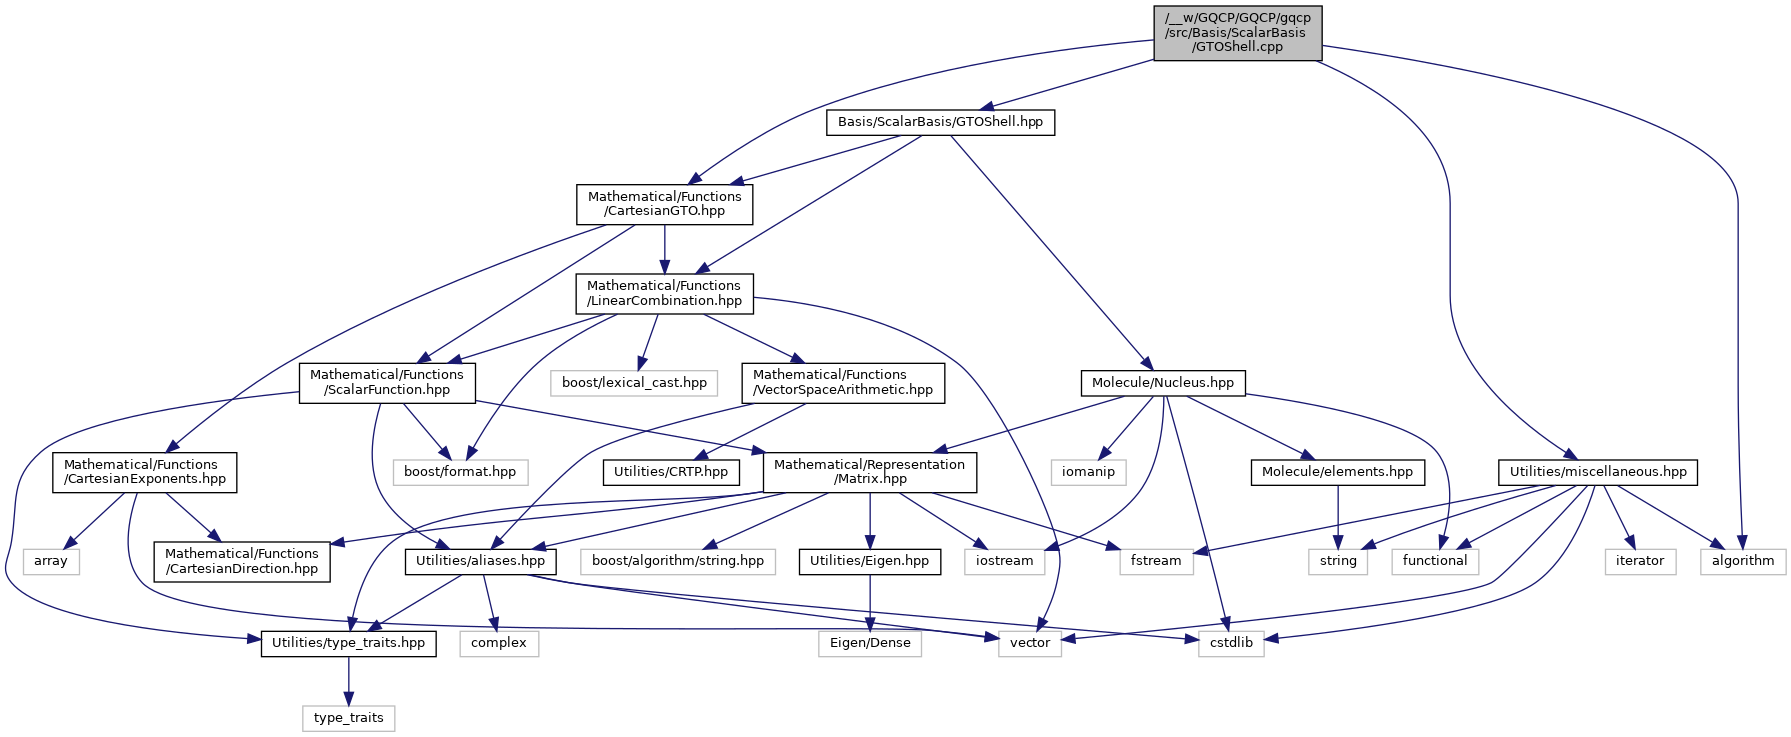 /__w/GQCP/GQCP/gqcp
/src/Basis/ScalarBasis
/GTOShell.cpp
Basis/ScalarBasis/GTOShell.hpp
Mathematical/Functions
/CartesianGTO.hpp
Mathematical/Functions
/LinearCombination.hpp
Mathematical/Functions
/ScalarFunction.hpp
boost/lexical_cast.hpp
Mathematical/Functions
/VectorSpaceArithmetic.hpp
Molecule/Nucleus.hpp
Mathematical/Functions
/CartesianExponents.hpp
boost/format.hpp
Utilities/CRTP.hpp
Mathematical/Representation
/Matrix.hpp
iomanip
Molecule/elements.hpp
Utilities/miscellaneous.hpp
array
Mathematical/Functions
/CartesianDirection.hpp
Utilities/aliases.hpp
boost/algorithm/string.hpp
Utilities/Eigen.hpp
iostream
fstream
string
functional
iterator
algorithm
Utilities/type_traits.hpp
complex
Eigen/Dense
vector
cstdlib
type_traits